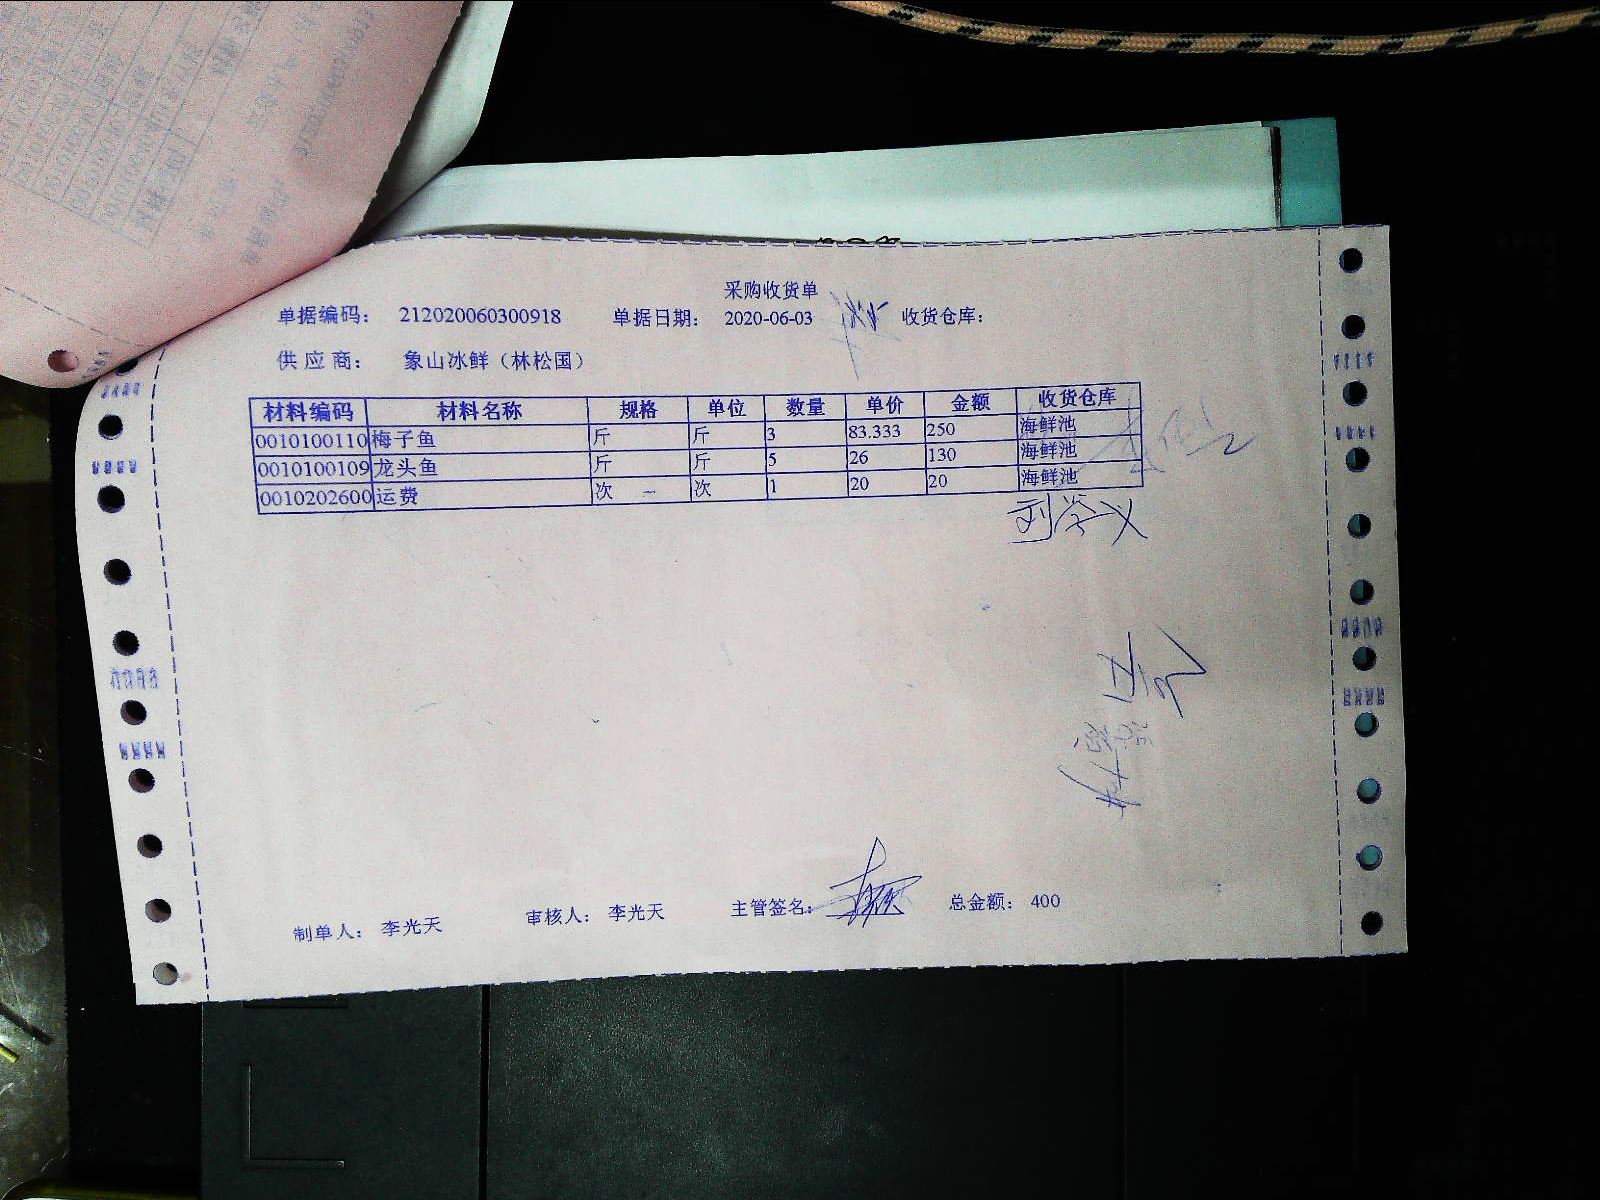 采购收货单
单据编码： 212020060300918 单据日期： 2020-06-03 收货仓库：
供应商： 象山冰鲜（林松国）
材料编码 材料名称 规格 单位 数量 单价 金额 收货仓库
0010100110 梅子鱼 斤 斤 3 83.333 250 海鲜池
0010100109 龙头鱼 斤 斤 5 26 130 海鲜池
0010202600 运费 次 次 1 20 20 海鲜池
制单人： 李光天 审核人： 李光天 主管签名： 总金额： 400